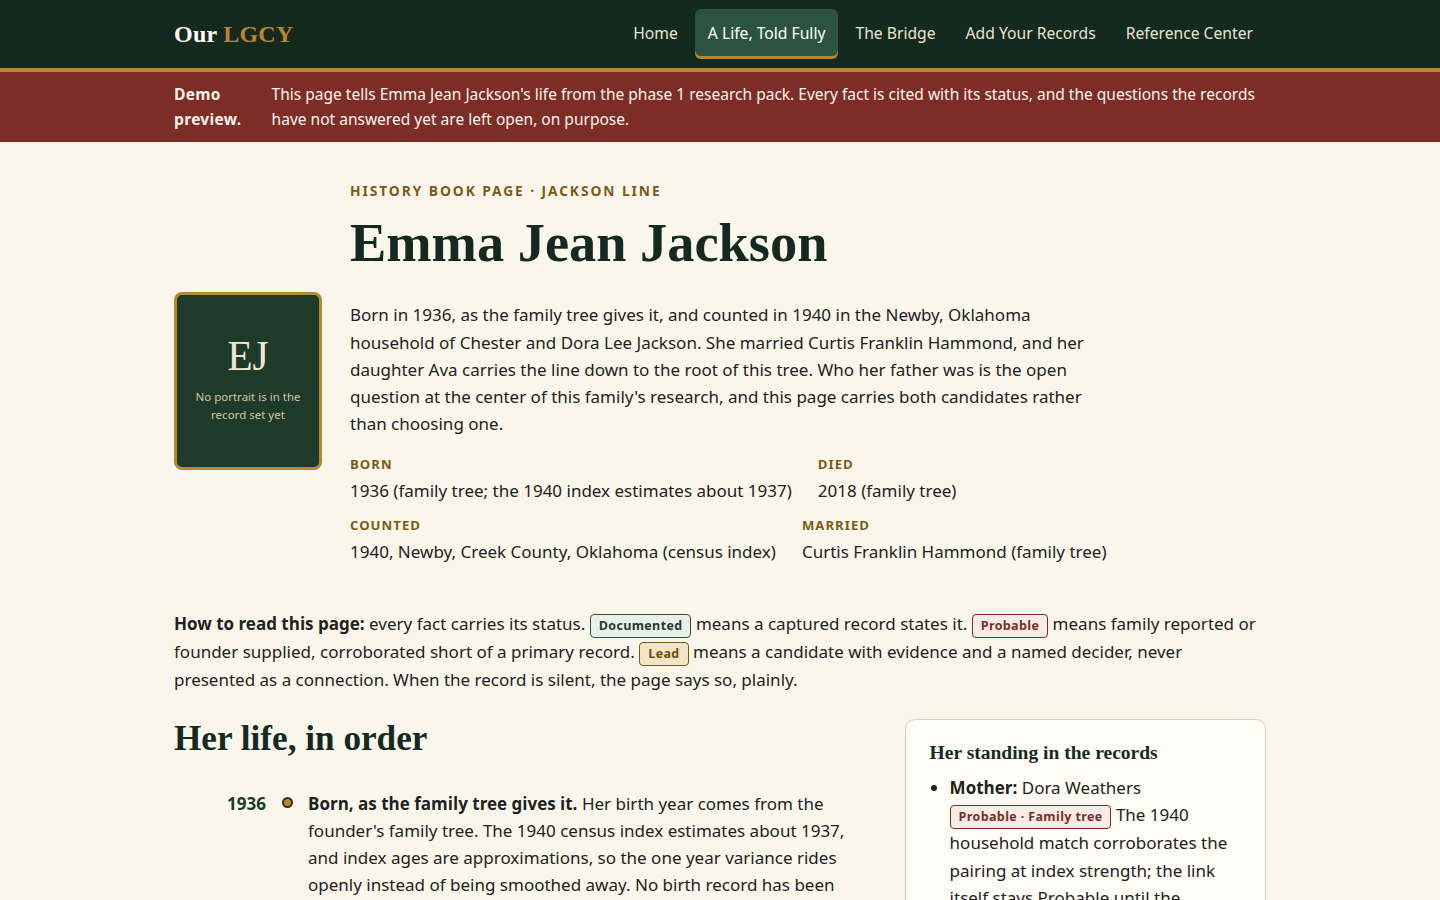 Our LGCY
Home
A Life, Told Fully
The Bridge
Add Your Records
Reference Center
Demo preview.
This page tells Emma Jean Jackson's life from the phase 1 research pack. Every fact is cited with its status, and the questions the records
have not answered yet are left open, on purpose.
HISTORY BOOK PAGE · JACKSON LINE
Emma Jean Jackson
EJ
No portrait is in the
record set yet
Born in 1936, as the family tree gives it, and counted in 1940 in the Newby, Oklahoma
household of Chester and Dora Lee Jackson. She married Curtis Franklin Hammond, and her
daughter Ava carries the line down to the root of this tree. Who her father was is the open
question at the center of this family's research, and this page carries both candidates rather
than choosing one.
BORN
1936 (family tree; the 1940 index estimates about 1937)
DIED
2018 (family tree)
COUNTED
1940, Newby, Creek County, Oklahoma (census index)
MARRIED
Curtis Franklin Hammond (family tree)
How to read this page: every fact carries its status. Documented means a captured record states it. Probable means family reported or
founder supplied, corroborated short of a primary record. Lead means a candidate with evidence and a named decider, never
presented as a connection. When the record is silent, the page says so, plainly.
Her life, in order
1936
Born, as the family tree gives it. Her birth year comes from the
founder's family tree. The 1940 census index estimates about 1937,
and index ages are approximations, so the one year variance rides
openly instead of being smoothed away. No birth record has been
Her standing in the records
Mother: Dora Weathers
Probable · Family tree The 1940
household match corroborates the
pairing at index strength; the link
itself stays Probable until the